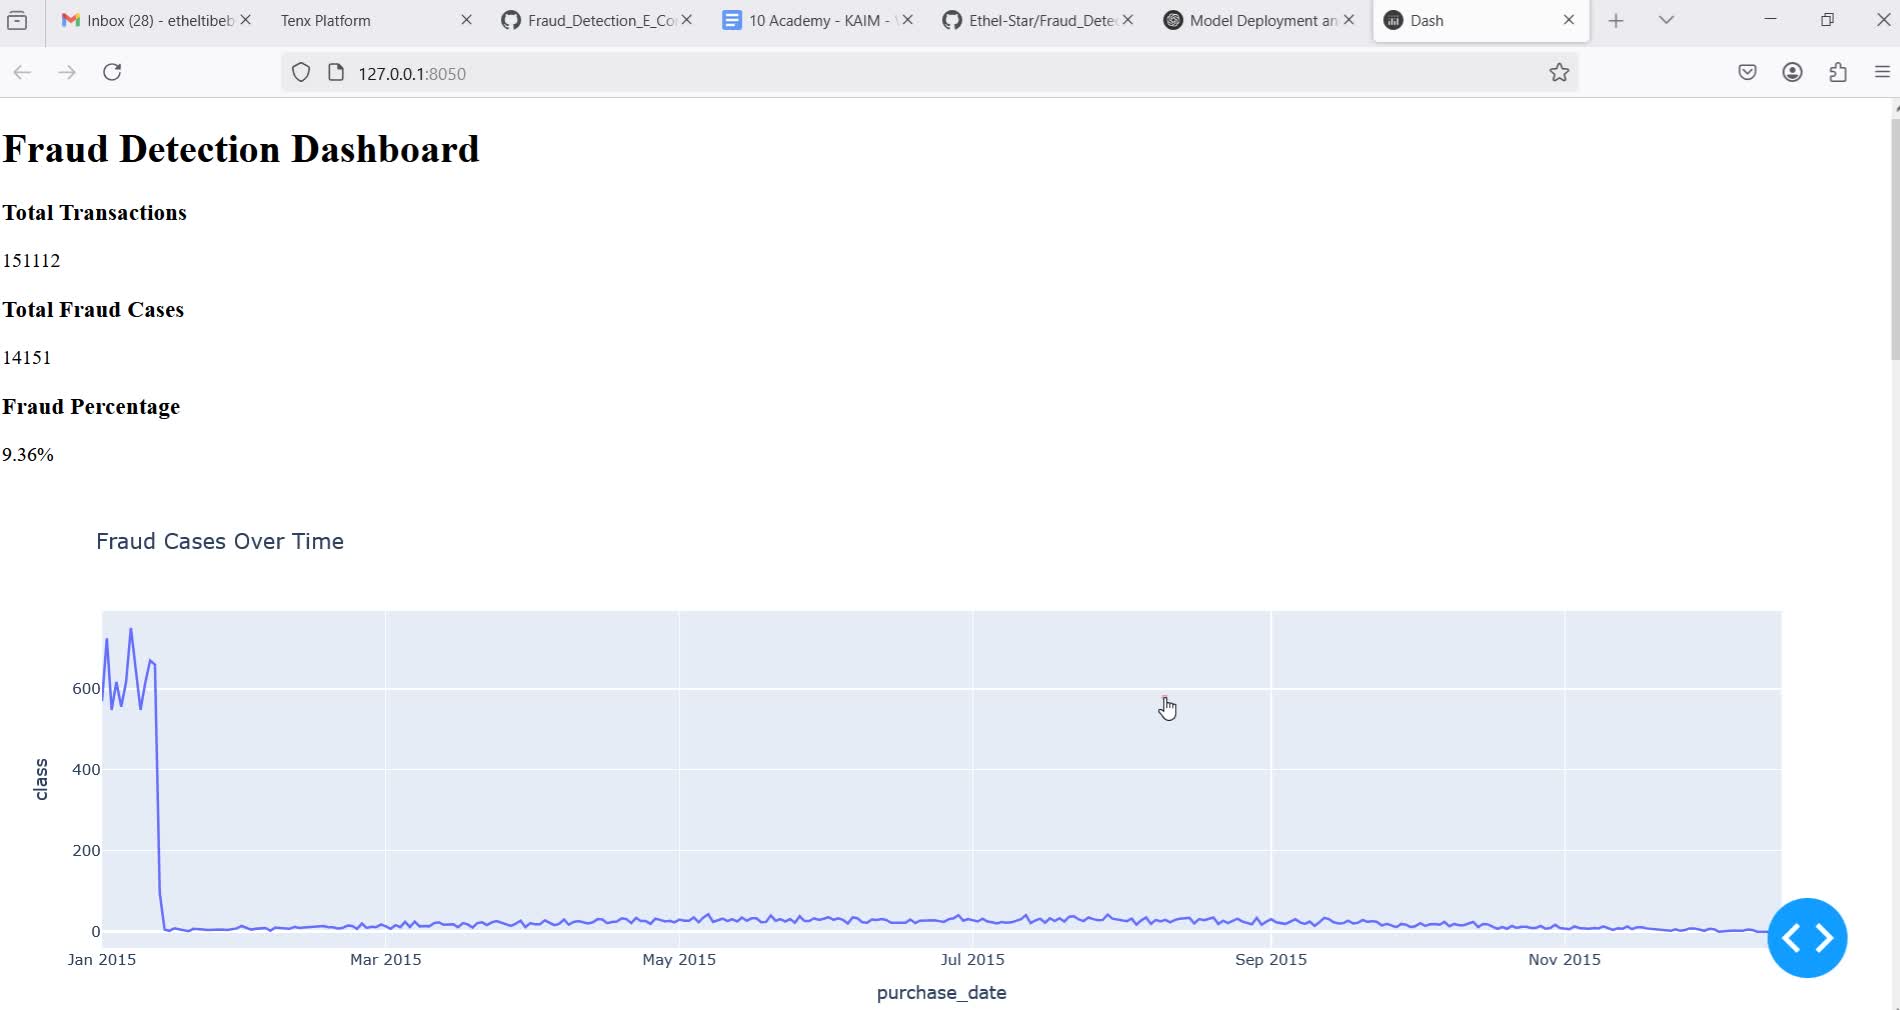 Inbox (28) - etheltibeb
Tenx Platform
Fraud_Detection_E_Co
10 Academy - KAIM -
Ethel-Star/Fraud_Dete
Model Deployment an
Dash
127.0.0.1:8050
Fraud Detection Dashboard
Total Transactions
151112
Total Fraud Cases
14151
Fraud Percentage
9.36%
Fraud Cases Over Time
600
400
200
0
class
Jan 2015
Mar 2015
May 2015
Jul 2015
Sep 2015
Nov 2015
purchase_date